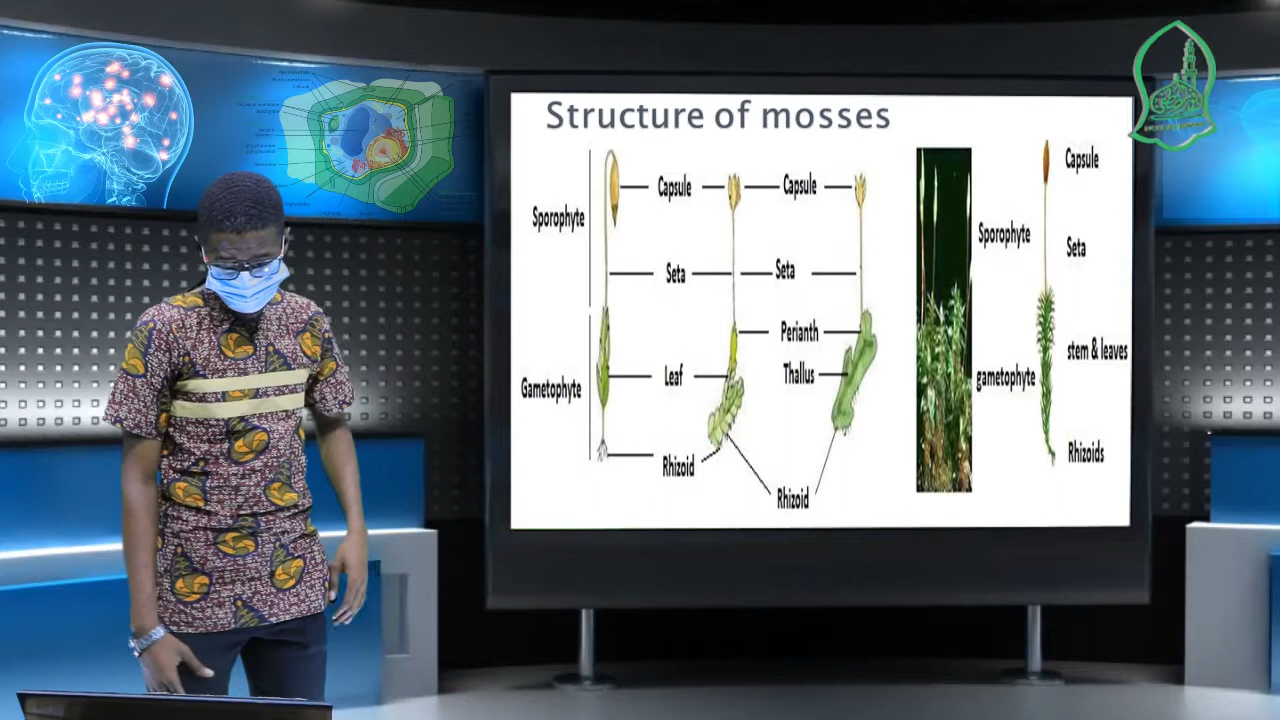 Structure of mosses
Sporophyte
Capsule
Capsule
Seta
Seta
Perianth
Thallus
Gametophyte
Leaf
Rhizoid
Rhizoid
Capsule
Sporophyte
Seta
stem & leaves
gametophyte
Rhizoids